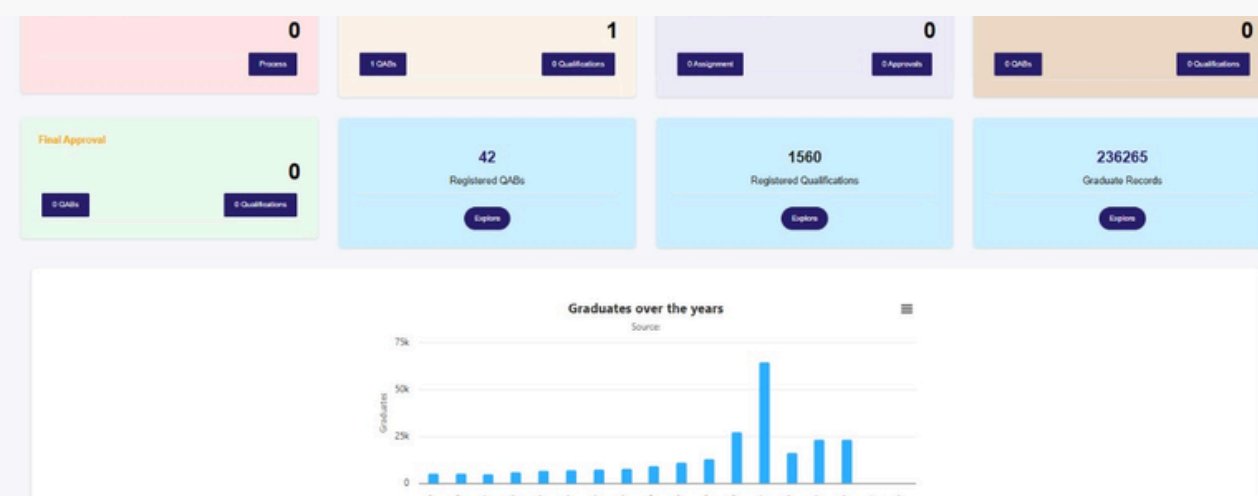 0
1
0
0
Process
1 QABs
0 Qualifications
0 Assignment
0 Approvals
0 QABs
0 Qualifications
Final Approval
0
0 QABs
0 Qualifications
42
Registered QABs
Explore
1560
Registered Qualifications
Explore
236265
Graduate Records
Explore
Graduates over the years
Source:
75k
50k
25k
0
Graduates